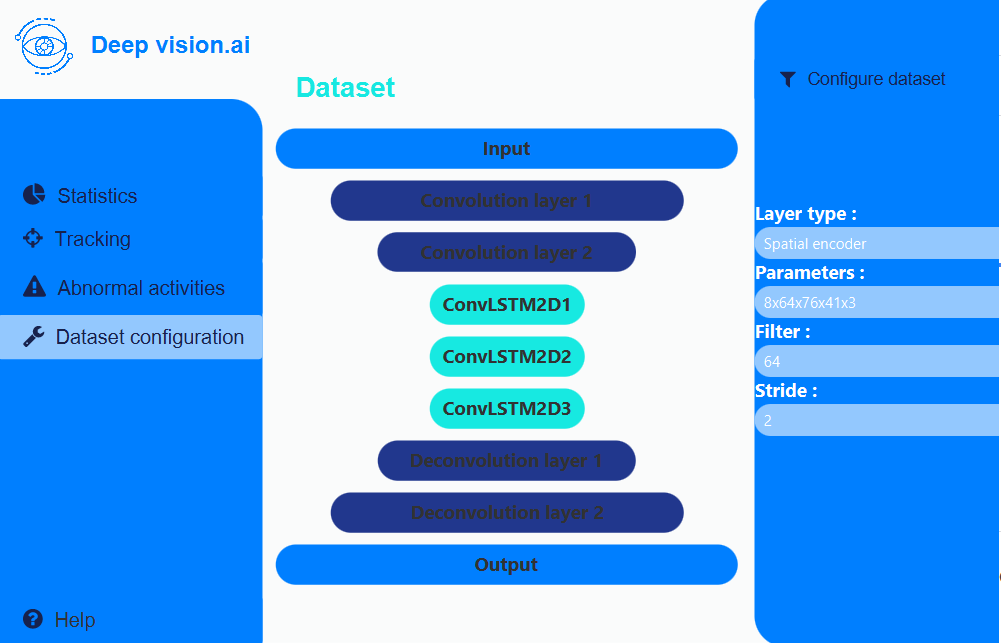 Deep vision.ai
Statistics
Tracking
Abnormal activities
Dataset configuration
Help
Dataset
Input
Convolution layer 1
Convolution layer 2
ConvLSTM2D1
ConvLSTM2D2
ConvLSTM2D3
Deconvolution layer 1
Deconvolution layer 2
Output
Configure dataset
Layer type :
Spatial encoder
Parameters :
8x64x76x41x3
Filter :
64
Stride :
2